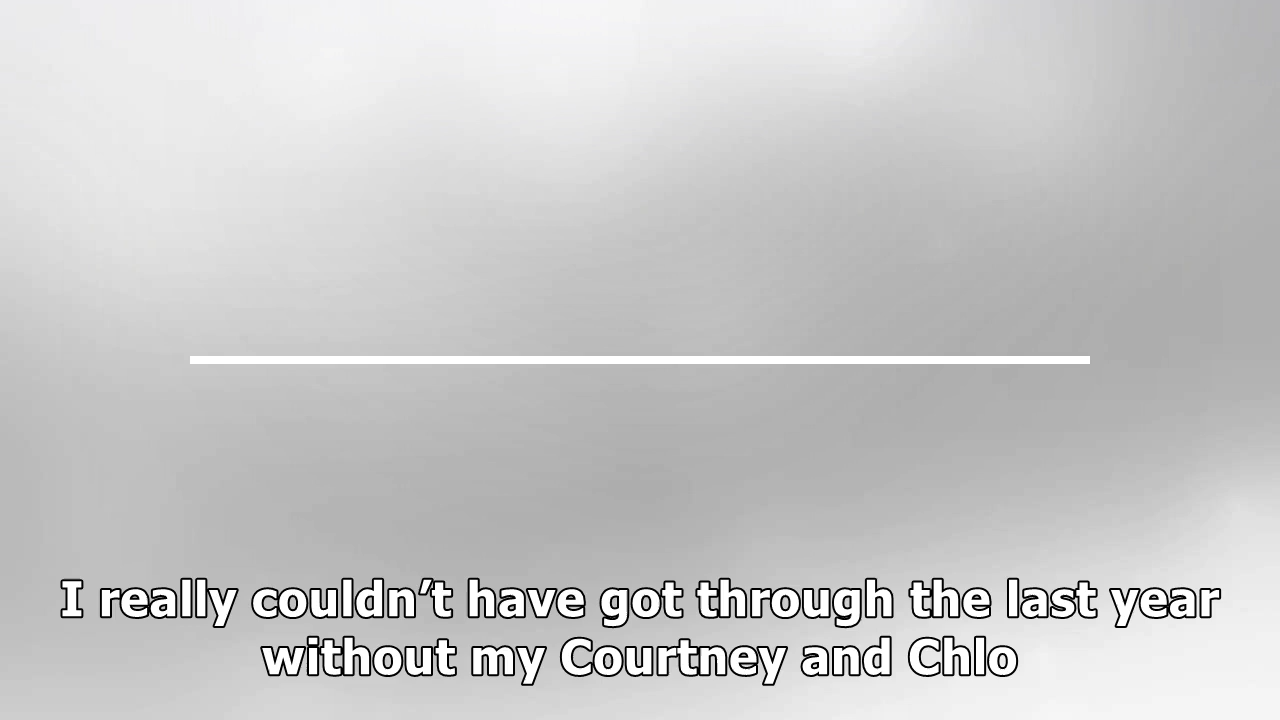 I really couldn’t have got through the last year
without my Courtney and Chlo